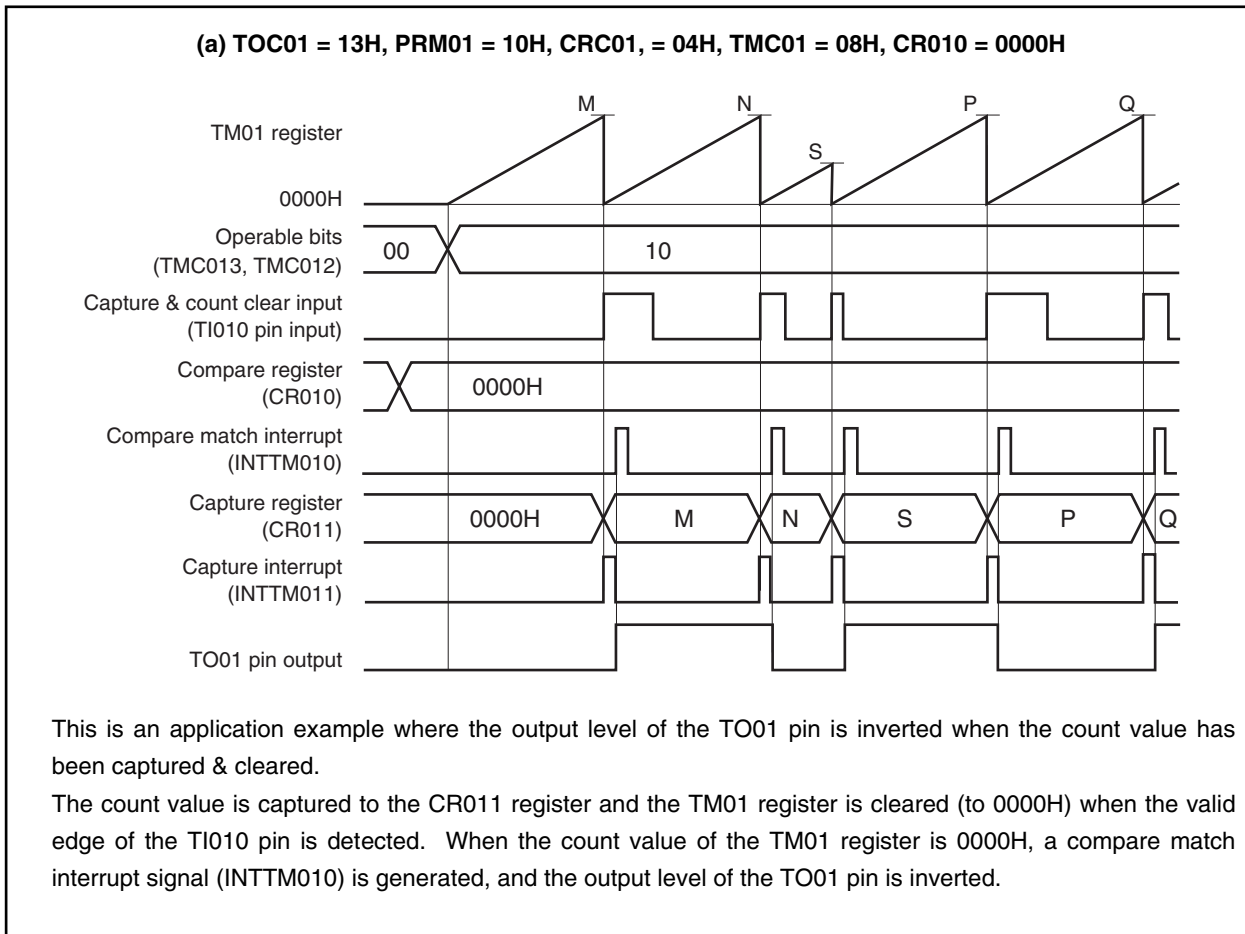 (a) TOC01 = 13H, PRM01 = 10H, CRC01, = 04H, TMC01 = 08H, CR010 = 0000H
M
N
S
P
Q
TM01 register
0000H
Operable bits
(TMC013, TMC012)
00
10
Capture & count clear input
(TI010 pin input)
Compare register
(CR010)
0000H
Compare match interrupt
(INTTM010)
Capture register
(CR011)
0000H
M
N
S
P
Q
Capture interrupt
(INTTM011)
TO01 pin output
This is an application example where the output level of the TO01 pin is inverted when the count value has
been captured & cleared.
The count value is captured to the CR011 register and the TM01 register is cleared (to 0000H) when the valid
edge of the TI010 pin is detected. When the count value of the TM01 register is 0000H, a compare match
interrupt signal (INTTM010) is generated, and the output level of the TO01 pin is inverted.